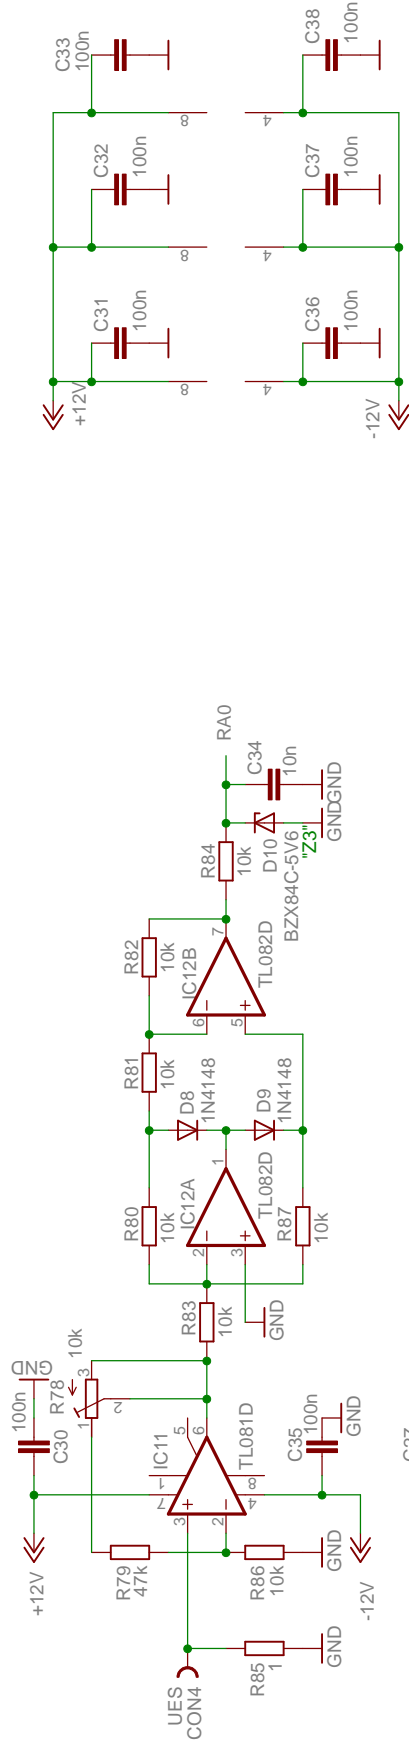 C33
100n
C38
100n
8
4
C32
100n
C37
100n
8
4
C31
100n
C36
100n
8
4
+12V
-12V
RA0
C34
10n
GND
R84
10k
D10
BZX84C-5V6
"Z3"
GND
R82
10k
IC12B
TL082D
7
6
5
R81
10k
D8
1N4148
D9
1N4148
R80
10k
IC12A
TL082D
1
2
3
R87
10k
R83
10k
GND
R78
10k
1
2
3
GND
100n
C30
+12V
IC11
TL081D
1
5
6
7
3
2
4
8
C35
100n
GND
-12V
R79
47k
R86
10k
GND
UES
CON4
R85
1
GND